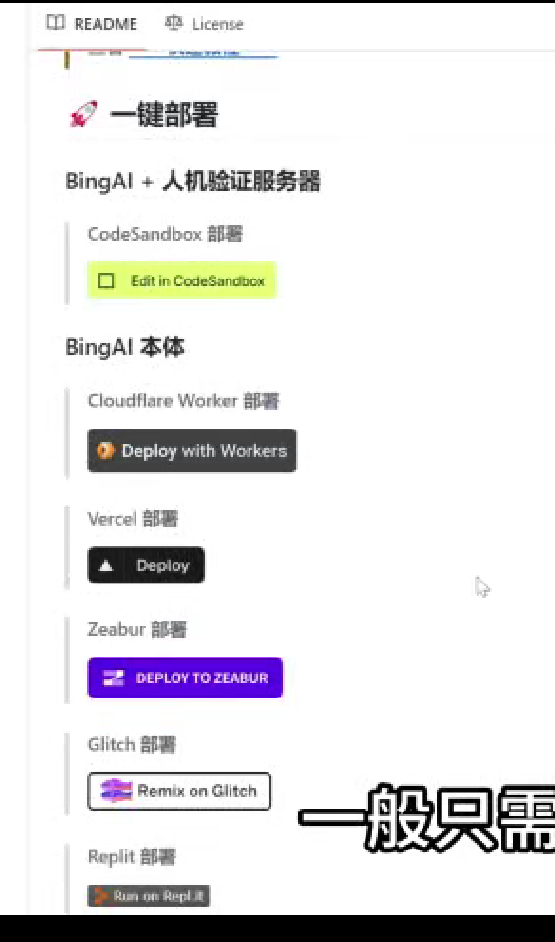 README License
一键部署
BingAI + 人机验证服务器
CodeSandbox 部署
Edit in CodeSandbox
BingAI 本体
Cloudflare Worker 部署
Deploy with Workers
Vercel 部署
Deploy
Zeabur 部署
DEPLOY TO ZEABUR
Glitch 部署
Remix on Glitch
一般只需
Replit 部署
Run on Repl.it